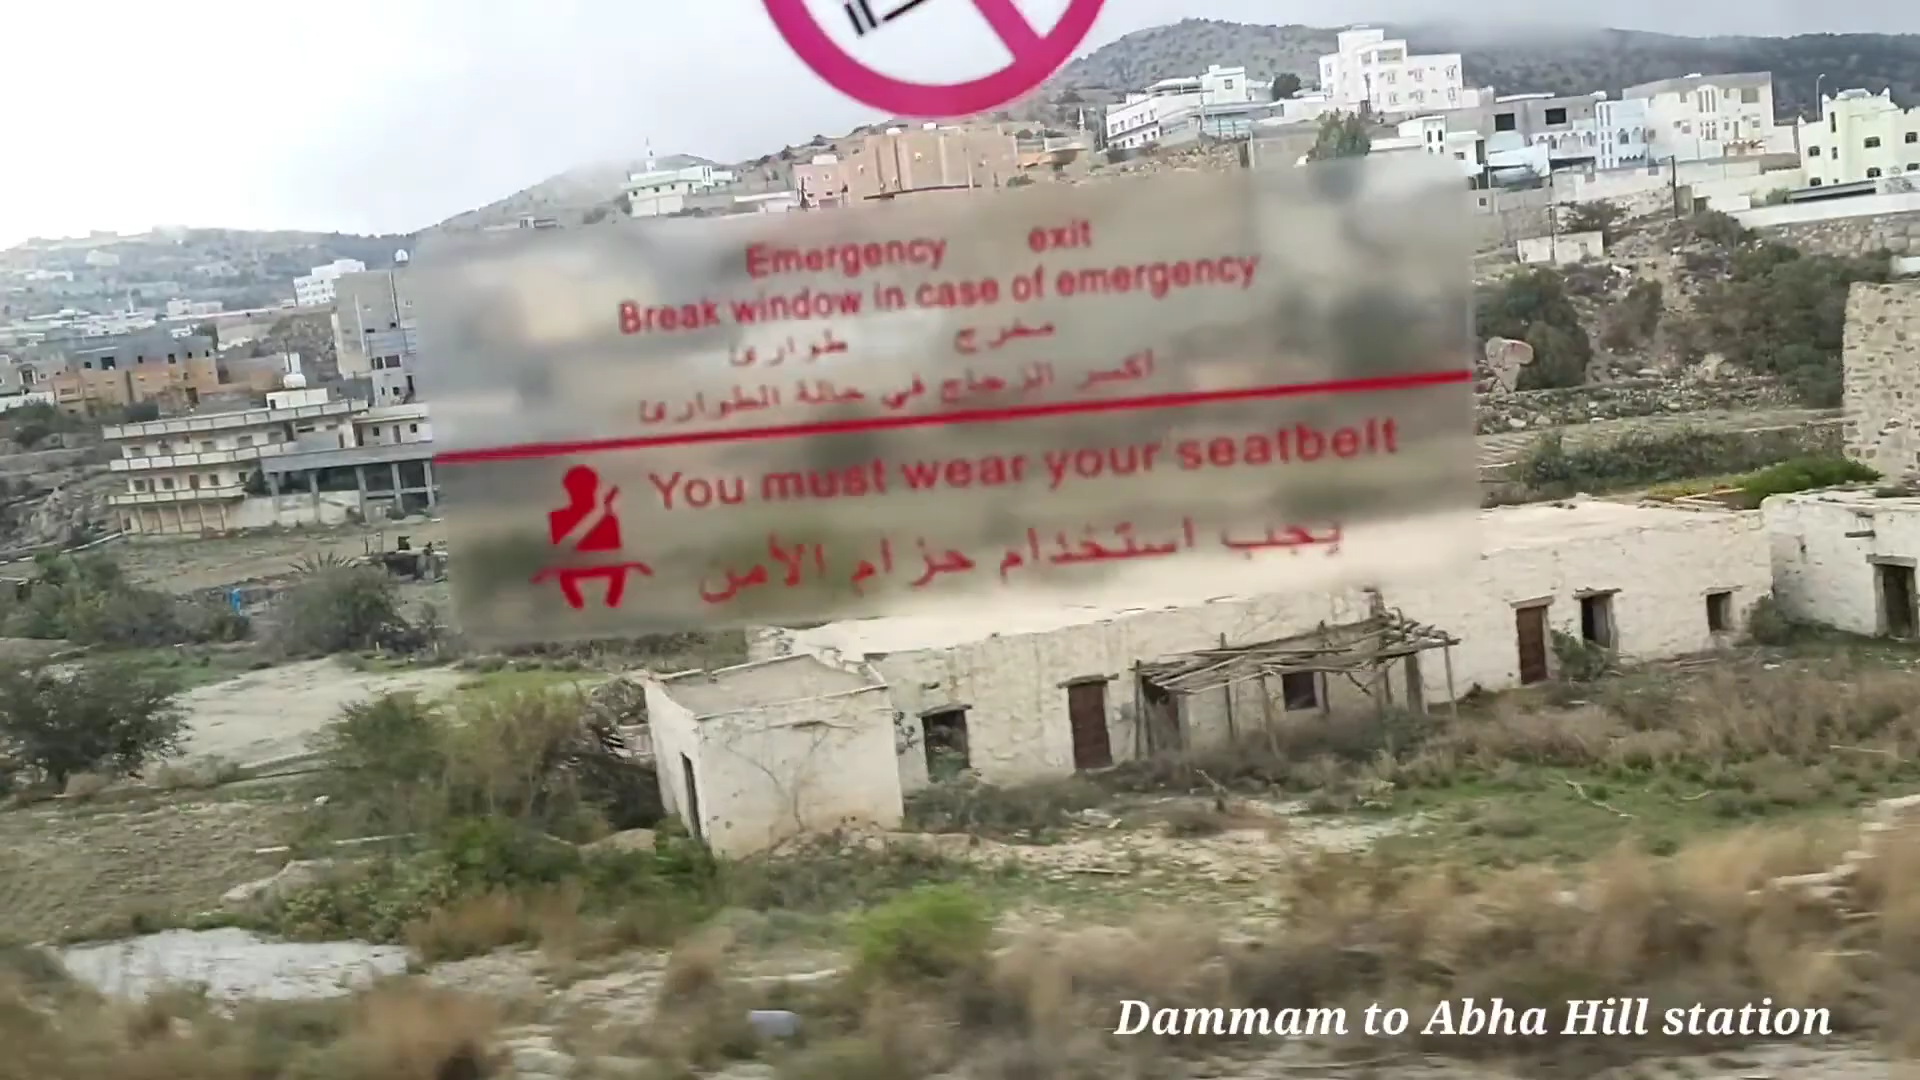 Emergency exit
Break window in case of emergency
مخرج طوارئ
اكسر الزجاج في حالة الطوارئ
You must wear your seatbelt
يجب استخدام حزام الأمن
Dammam to Abha Hill station